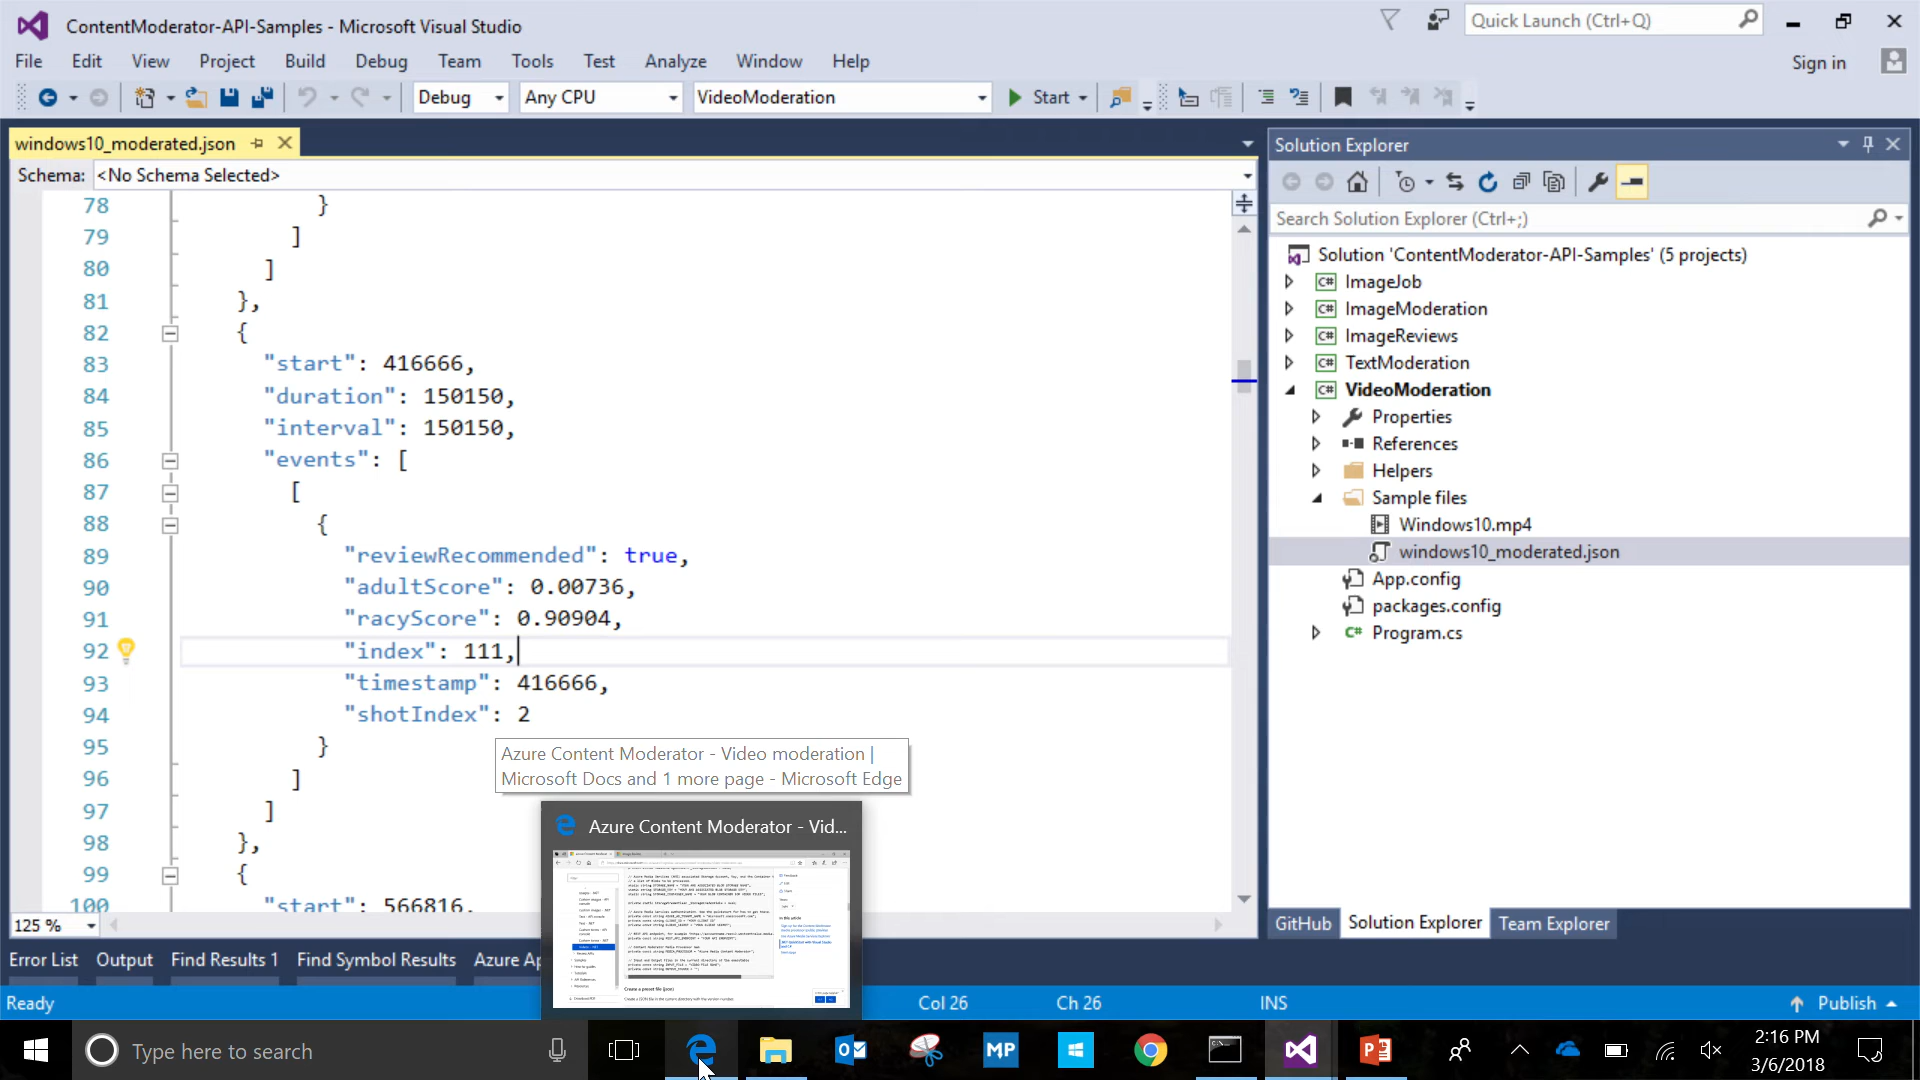 ContentModerator-API-Samples - Microsoft Visual Studio
Quick Launch (Ctrl+Q)
File Edit View Project Build Debug Team Tools Test Analyze Window Help
Sign in
Debug Any CPU VideoModeration Start
windows10_moderated.json
Schema: <No Schema Selected>
78 }
79 ]
80 ]
81 },
82 {
83 "start": 416666,
84 "duration": 150150,
85 "interval": 150150,
86 "events": [
87 [
88 {
89 "reviewRecommended": true,
90 "adultScore": 0.00736,
91 "racyScore": 0.90904,
92 "index": 111,
93 "timestamp": 416666,
94 "shotIndex": 2
95 }
96 ]
97 ]
98 },
99 {
100 "start": 566816,
125 %
Solution Explorer
Search Solution Explorer (Ctrl+;)
Solution 'ContentModerator-API-Samples' (5 projects)
C# ImageJob
C# ImageModeration
C# ImageReviews
C# TextModeration
C# VideoModeration
Properties
References
Helpers
Sample files
Windows10.mp4
windows10_moderated.json
App.config
packages.config
C# Program.cs
GitHub Solution Explorer Team Explorer
Azure Content Moderator - Video moderation |
Microsoft Docs and 1 more page - Microsoft Edge
Azure Content Moderator - Vid...
Create a preset file (json)
Error List Output Find Results 1 Find Symbol Results Azure Ap
Ready Col 26 Ch 26 INS Publish
Type here to search
MP
2:16 PM
3/6/2018